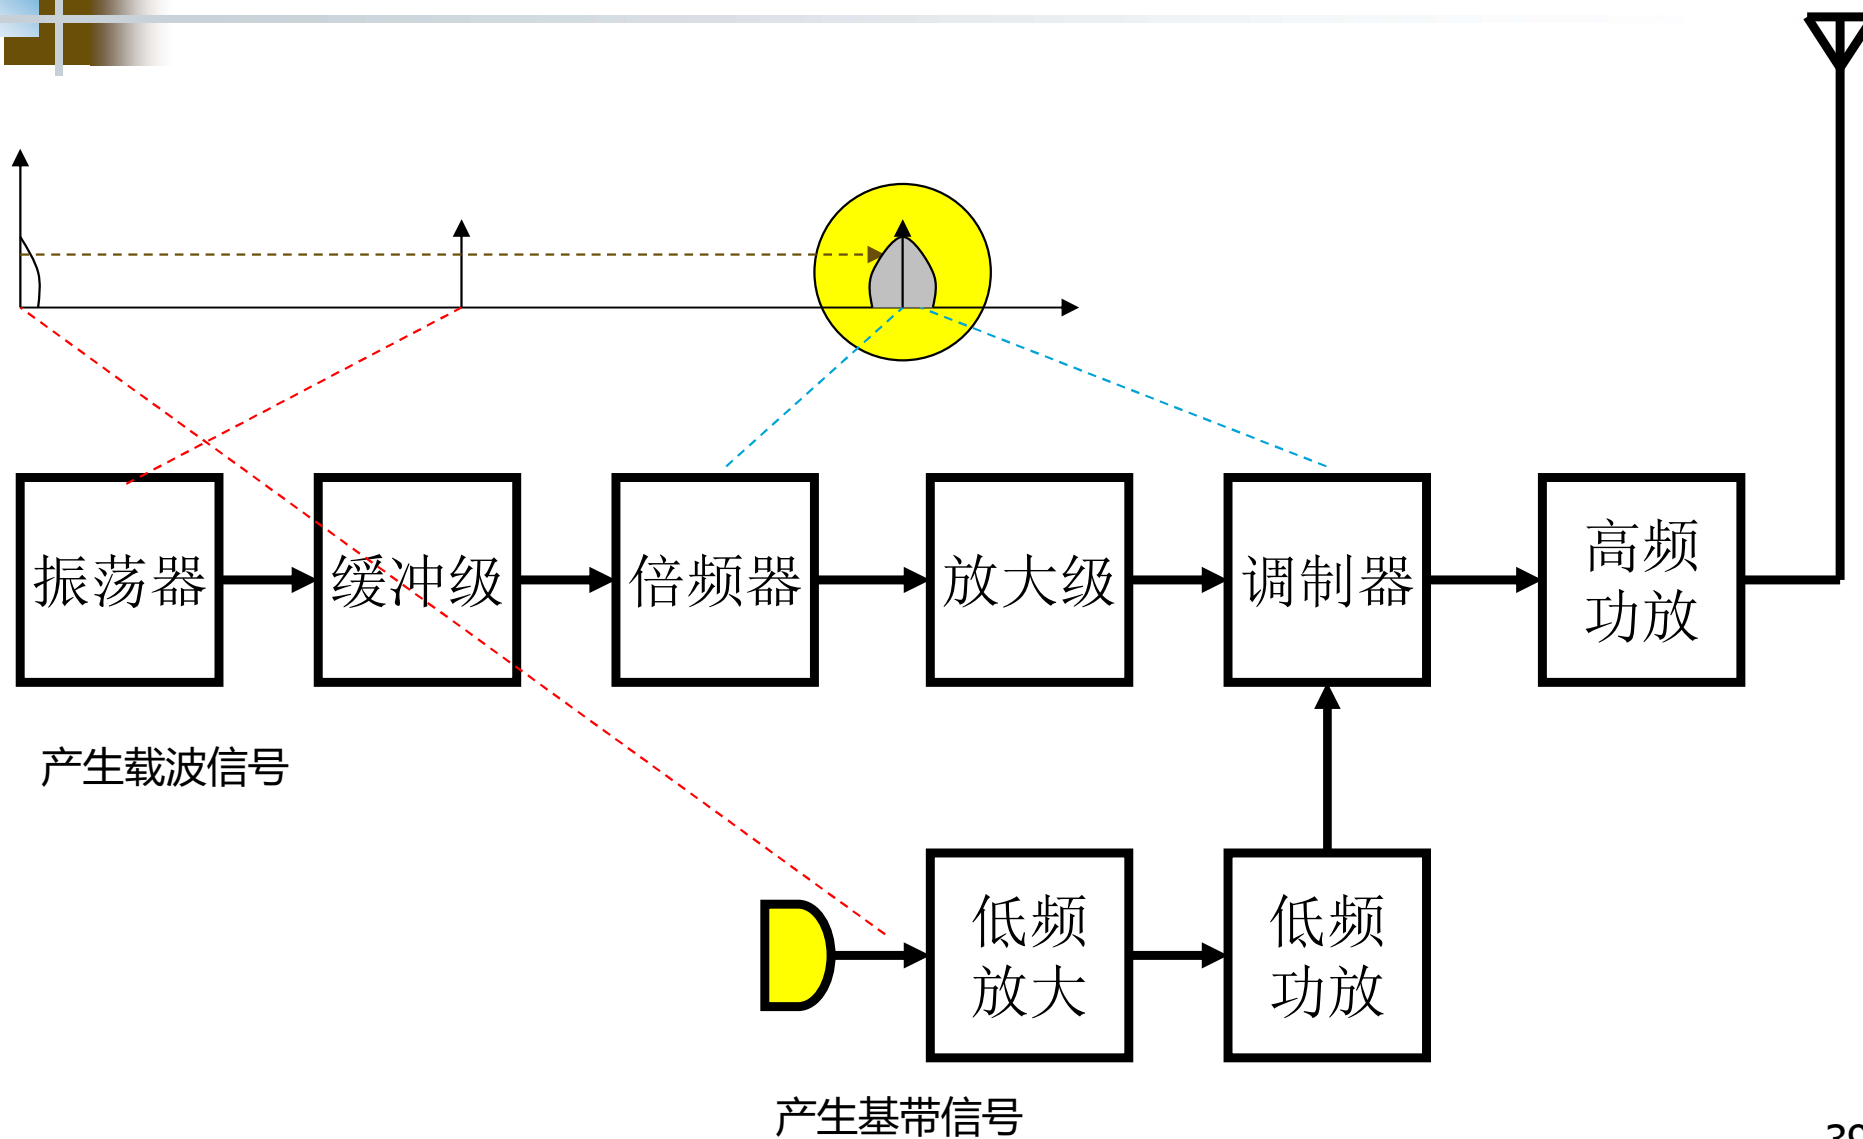 振荡器
缓冲级
倍频器
放大级
调制器
高频
功放
产生载波信号
低频
放大
低频
功放
产生基带信号
39